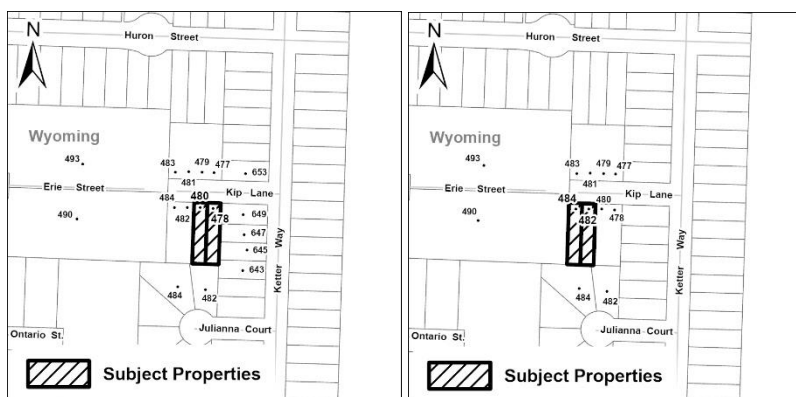 N
Huron Street
Wyoming
493
483 479 477
481
653
Erie Street
Kip Lane
484 480
482 478
649
490
647
645
643
Ketter Way
484 482
Julianna Court
Ontario St.
Subject Properties
N
Huron Street
Wyoming
493
483 479 477
481
Erie Street
Kip Lane
484 480
482 478
490
Ketter Way
484 482
Julianna Court
Ontario St.
Subject Properties